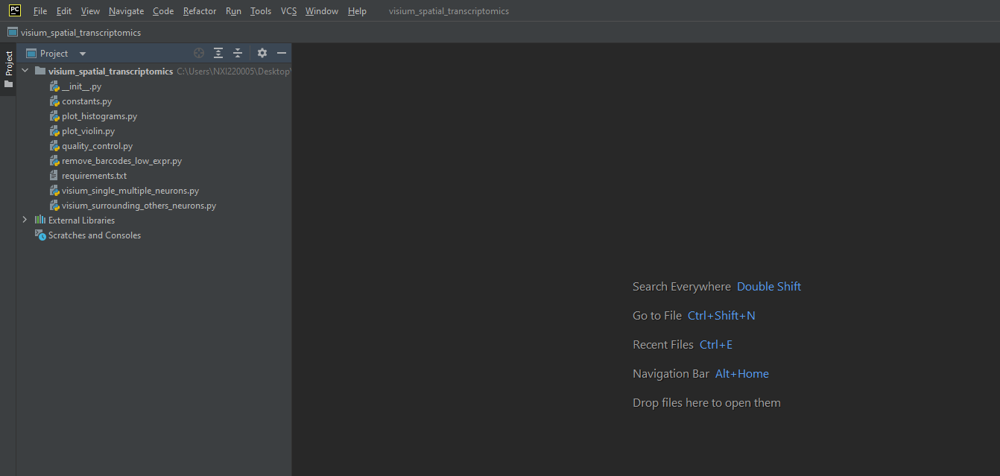 PC File Edit View Navigate Code Refactor Run Tools VCS Window Help visium_spatial_transcriptomics
visium_spatial_transcriptomics
Project
Project
visium_spatial_transcriptomics C:\Users\NXI220005\Desktop\
__init__.py
constants.py
plot_histograms.py
plot_violin.py
quality_control.py
remove_barcodes_low_expr.py
requirements.txt
visium_single_multiple_neurons.py
visium_surrounding_others_neurons.py
External Libraries
Scratches and Consoles
Search Everywhere Double Shift
Go to File Ctrl+Shift+N
Recent Files Ctrl+E
Navigation Bar Alt+Home
Drop files here to open them